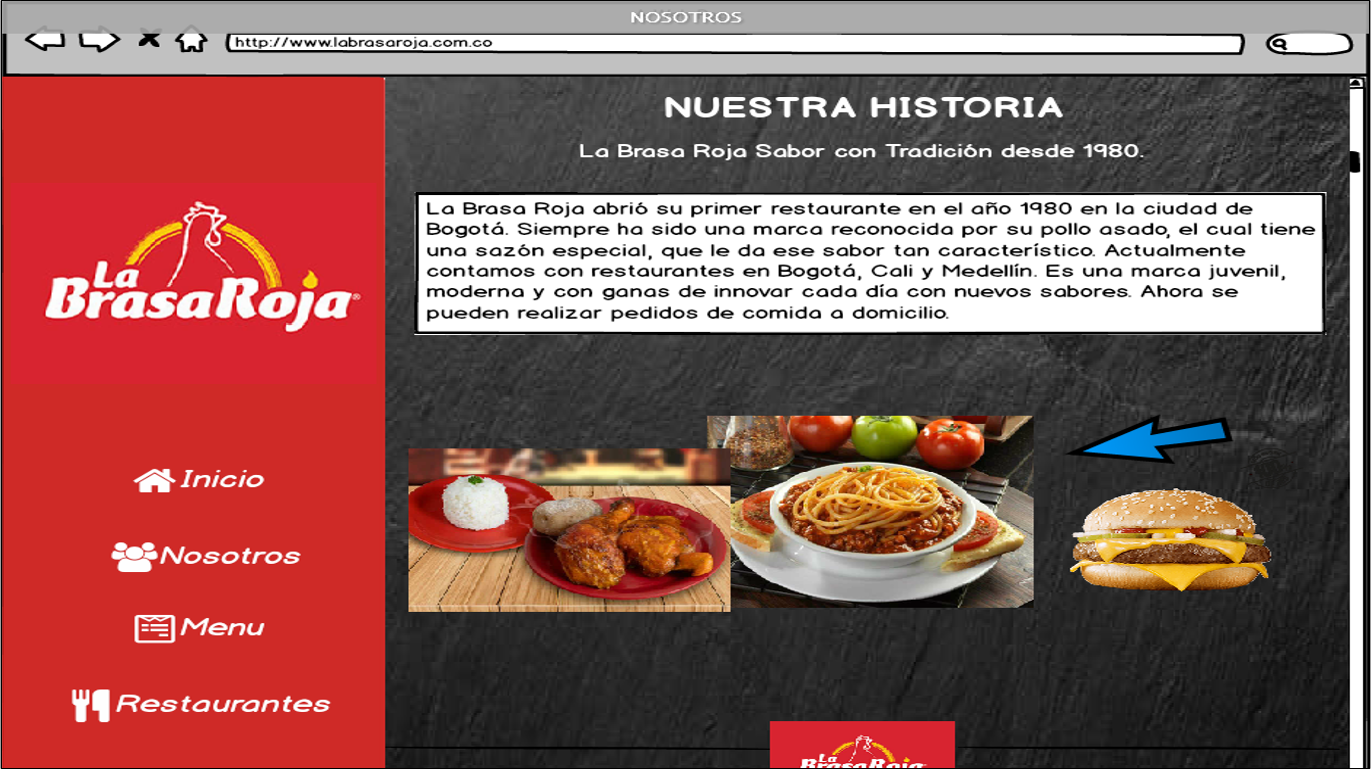 NOSOTROS
http://www.labrasaroja.com.co
NUESTRA HISTORIA
La Brasa Roja Sabor con Tradición desde 1980.
La Brasa Roja abrió su primer restaurante en el año 1980 en la ciudad de
Bogotá. Siempre ha sido una marca reconocida por su pollo asado, el cual tiene
una sazón especial, que le da ese sabor tan característico. Actualmente
contamos con restaurantes en Bogotá, Cali y Medellín. Es una marca juvenil,
moderna y con ganas de innovar cada día con nuevos sabores. Ahora se
pueden realizar pedidos de comida a domicilio.
La
BrasaRoja®
Inicio
Nosotros
Menu
Restaurantes
La
BrasaRoja